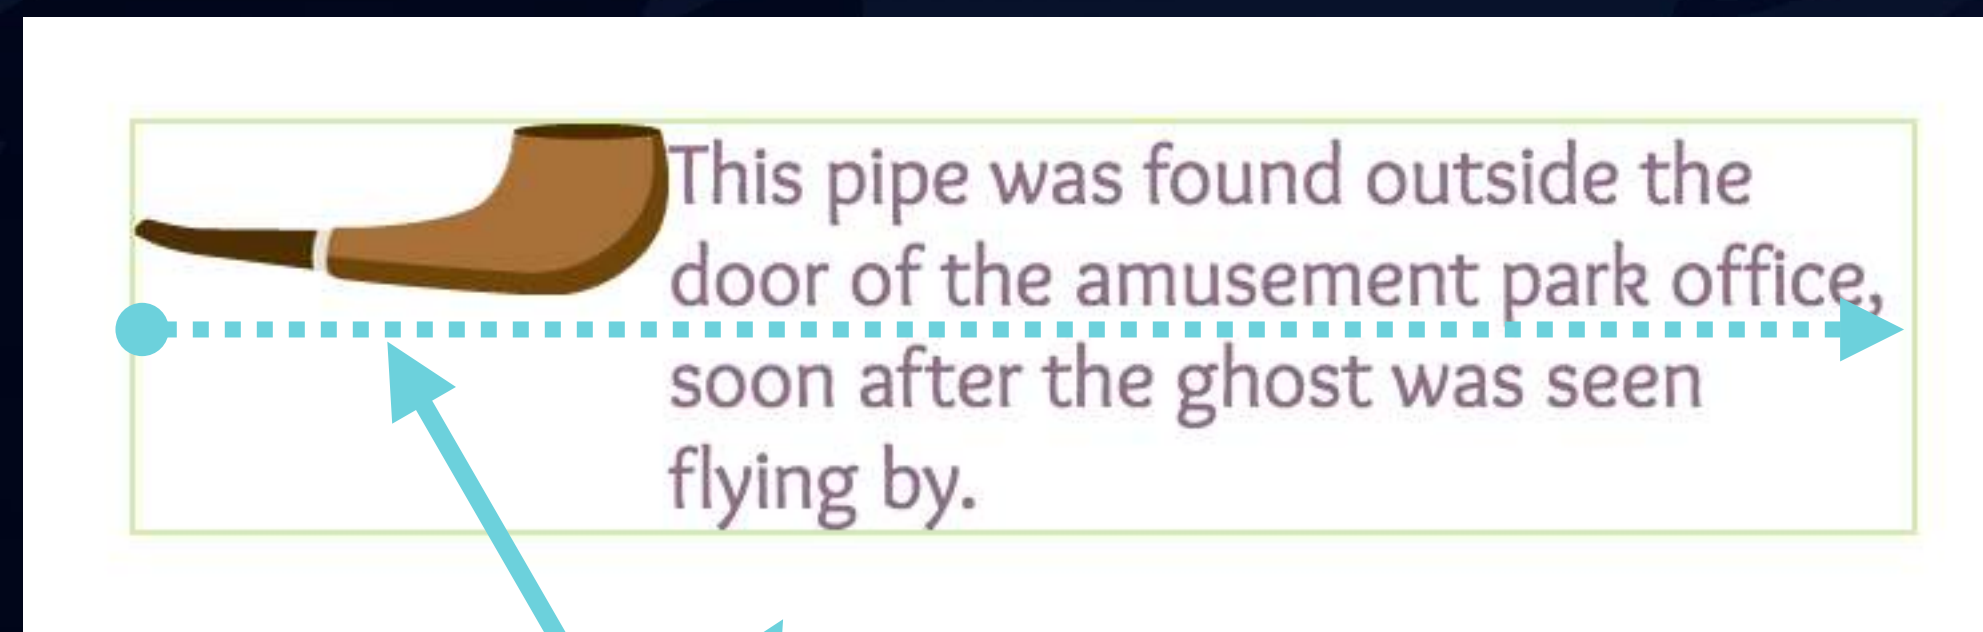 This pipe was found outside the
door of the amusement park office,
soon after the ghost was seen
flying by.